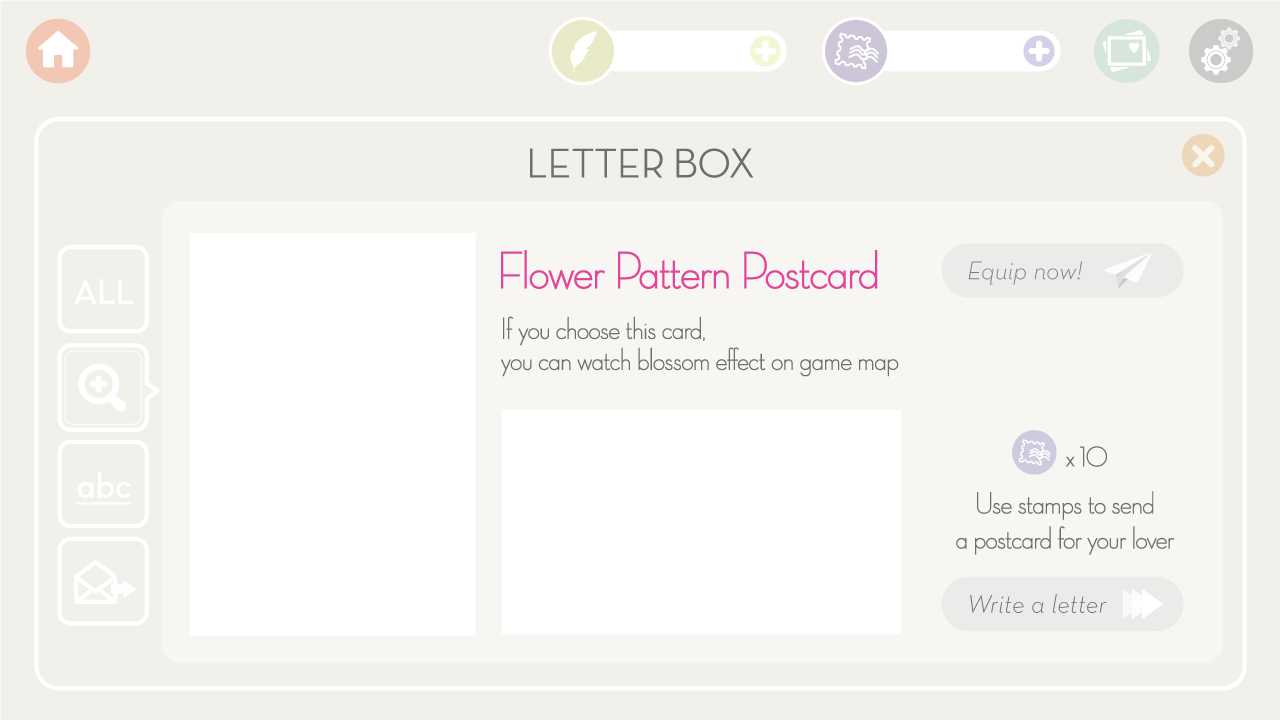 LETTER BOX
ALL
abc
Flower Pattern Postcard
If you choose this card,
you can watch blossom effect on game map
Equip now!
x 10
Use stamps to send
a postcard for your lover
Write a letter